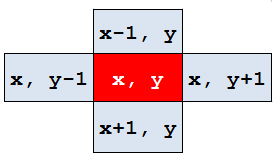 x-1, y
x, y-1 x, y x, y+1
x+1, y